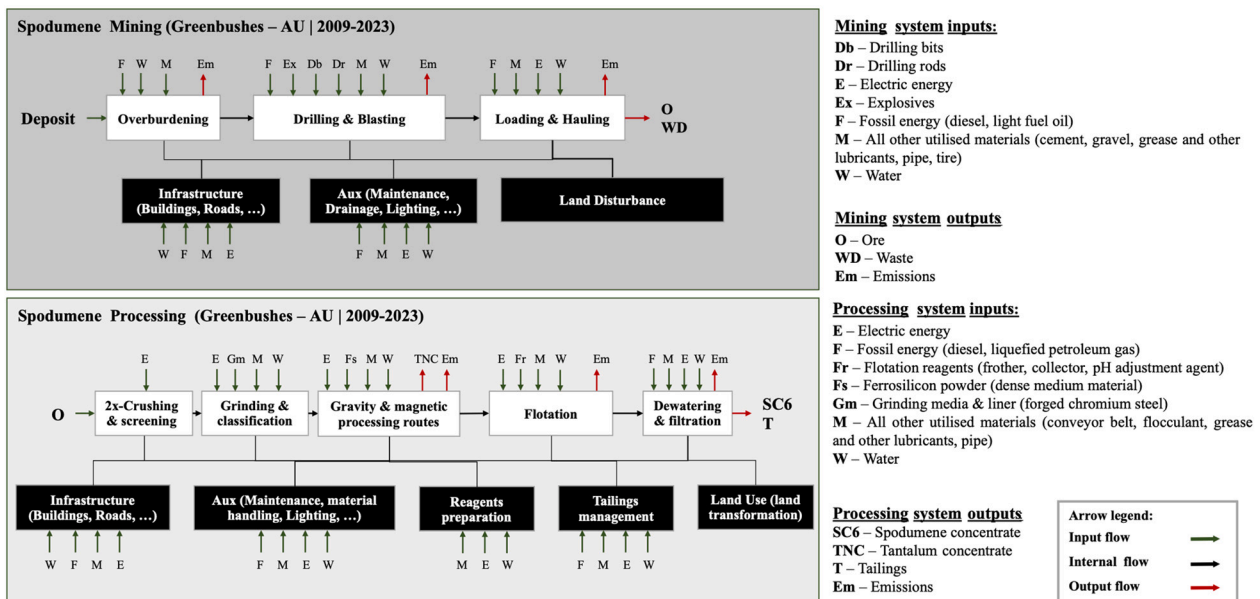 Spodumene Mining (Greenbushes – AU | 2009-2023)
F W M Em
F Ex Db Dr M W Em
F M E W Em
Deposit
Overburdening
Drilling & Blasting
Loading & Hauling
O
WD
Infrastructure
(Buildings, Roads, …)
Aux (Maintenance,
Drainage, Lighting, …)
Land Disturbance
W F M E
F M E W
Spodumene Processing (Greenbushes – AU | 2009-2023)
E
E Gm M W
E Fs M W TNC Em
E Fr M W Em
F M E W Em
O
2x-Crushing
& screening
Grinding &
classification
Gravity & magnetic
processing routes
Flotation
Dewatering
& filtration
SC6
T
Infrastructure
(Buildings, Roads, …)
Aux (Maintenance, material
handling, Lighting, …)
Reagents
preparation
Tailings
management
Land Use (land
transformation)
W F M E
F M E W
M E W
F M E W
Mining system inputs:
Db – Drilling bits
Dr – Drilling rods
E – Electric energy
Ex – Explosives
F – Fossil energy (diesel, light fuel oil)
M – All other utilised materials (cement, gravel, grease and other
lubricants, pipe, tire)
W – Water
Mining system outputs
O – Ore
WD – Waste
Em – Emissions
Processing system inputs:
E – Electric energy
F – Fossil energy (diesel, liquefied petroleum gas)
Fr – Flotation reagents (frother, collector, pH adjustment agent)
Fs – Ferrosilicon powder (dense medium material)
Gm – Grinding media & liner (forged chromium steel)
M – All other utilised materials (conveyor belt, flocculant, grease
and other lubricants, pipe)
W – Water
Processing system outputs
SC6 – Spodumene concentrate
TNC – Tantalum concentrate
T – Tailings
Em – Emissions
Arrow legend:
Input flow
Internal flow
Output flow